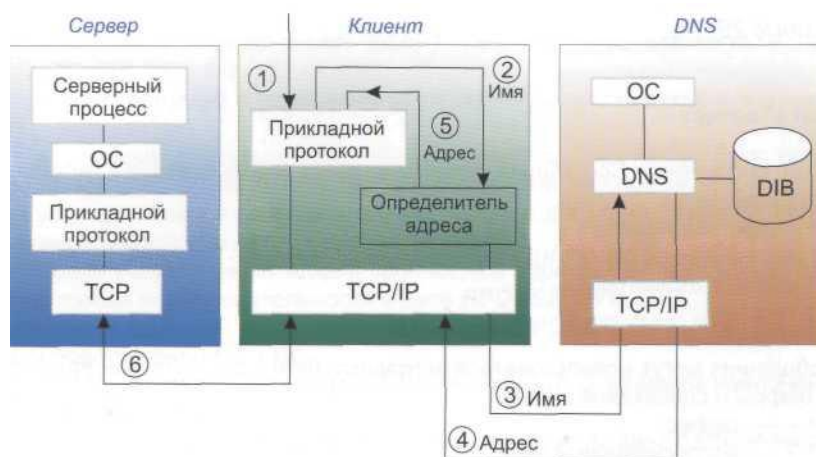 Сервер
Серверный
процесс
ОС
Прикладной
протокол
TCP
Клиент
①
②
Имя
Прикладной
протокол
⑤
Адрес
Определитель
адреса
TCP/IP
DNS
ОС
DNS
DIB
TCP/IP
⑥
③ Имя
④ Адрес